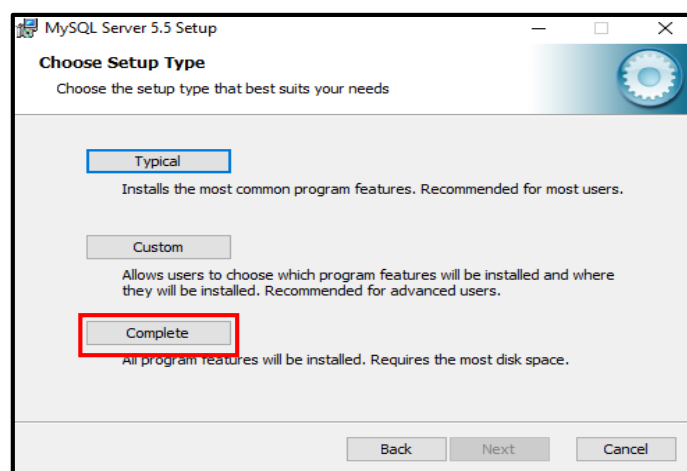 MySQL Server 5.5 Setup
Choose Setup Type
Choose the setup type that best suits your needs
Typical
Installs the most common program features. Recommended for most users.
Custom
Allows users to choose which program features will be installed and where
they will be installed. Recommended for advanced users.
Complete
All program features will be installed. Requires the most disk space.
Back Next Cancel